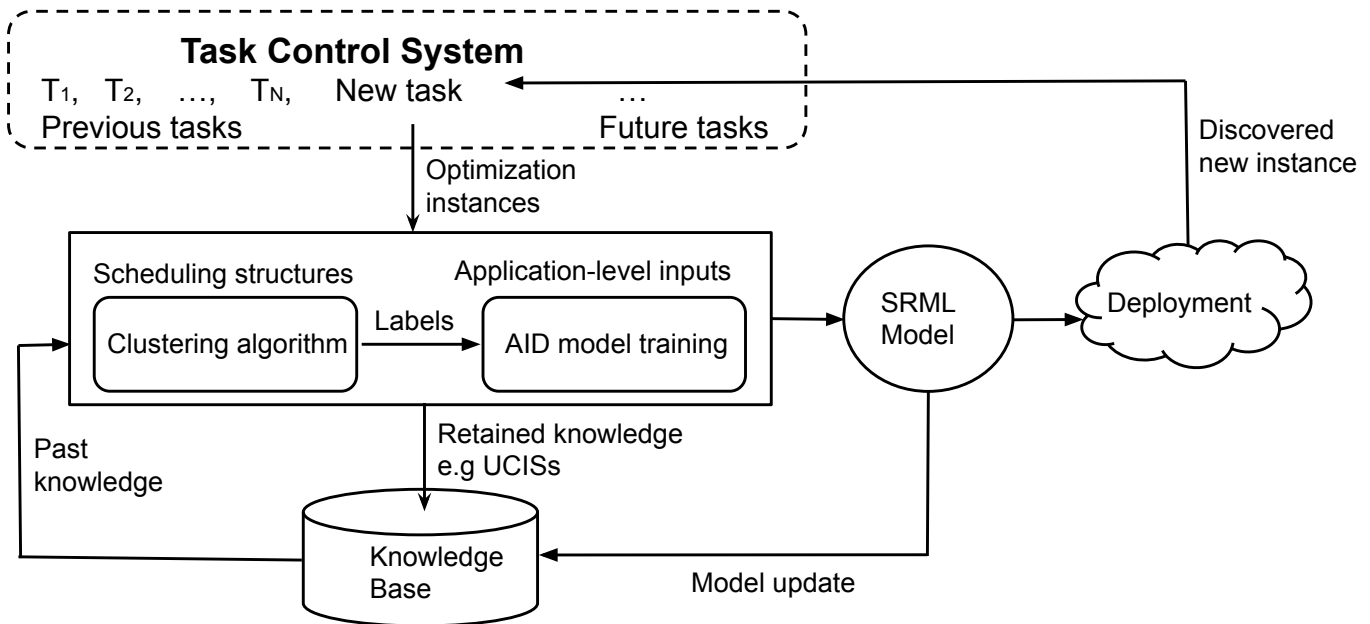 Task Control System
T1, T2, ..., TN, New task ...
Previous tasks Future tasks
Discovered
new instance
Optimization
instances
Scheduling structures
Application-level inputs
Clustering algorithm
Labels
AID model training
SRML
Model
Deployment
Past
knowledge
Retained knowledge
e.g UCISs
Knowledge
Base
Model update